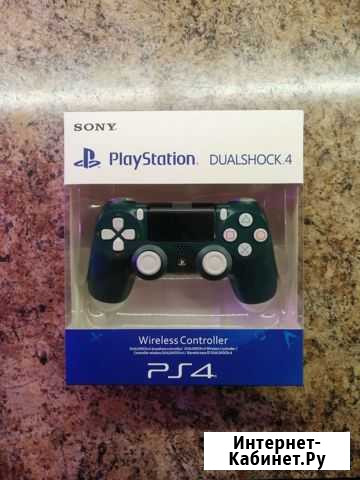 SONY
PlayStation. DUALSHOCK.4
Wireless Controller
PS4
Интернет-
Кабинет.Ру